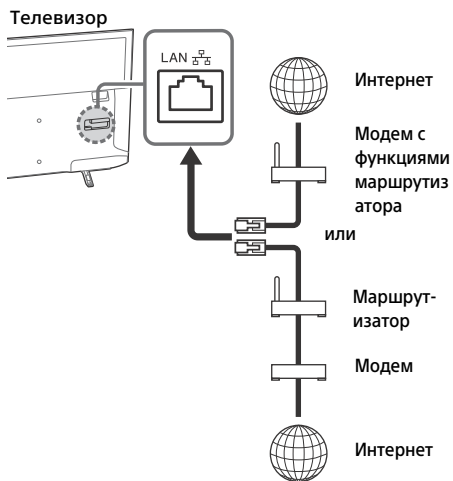 Телевизор
LAN
Интернет
Модем с
функциями
маршрутиз
атора
или
Маршрут-
изатор
Модем
Интернет